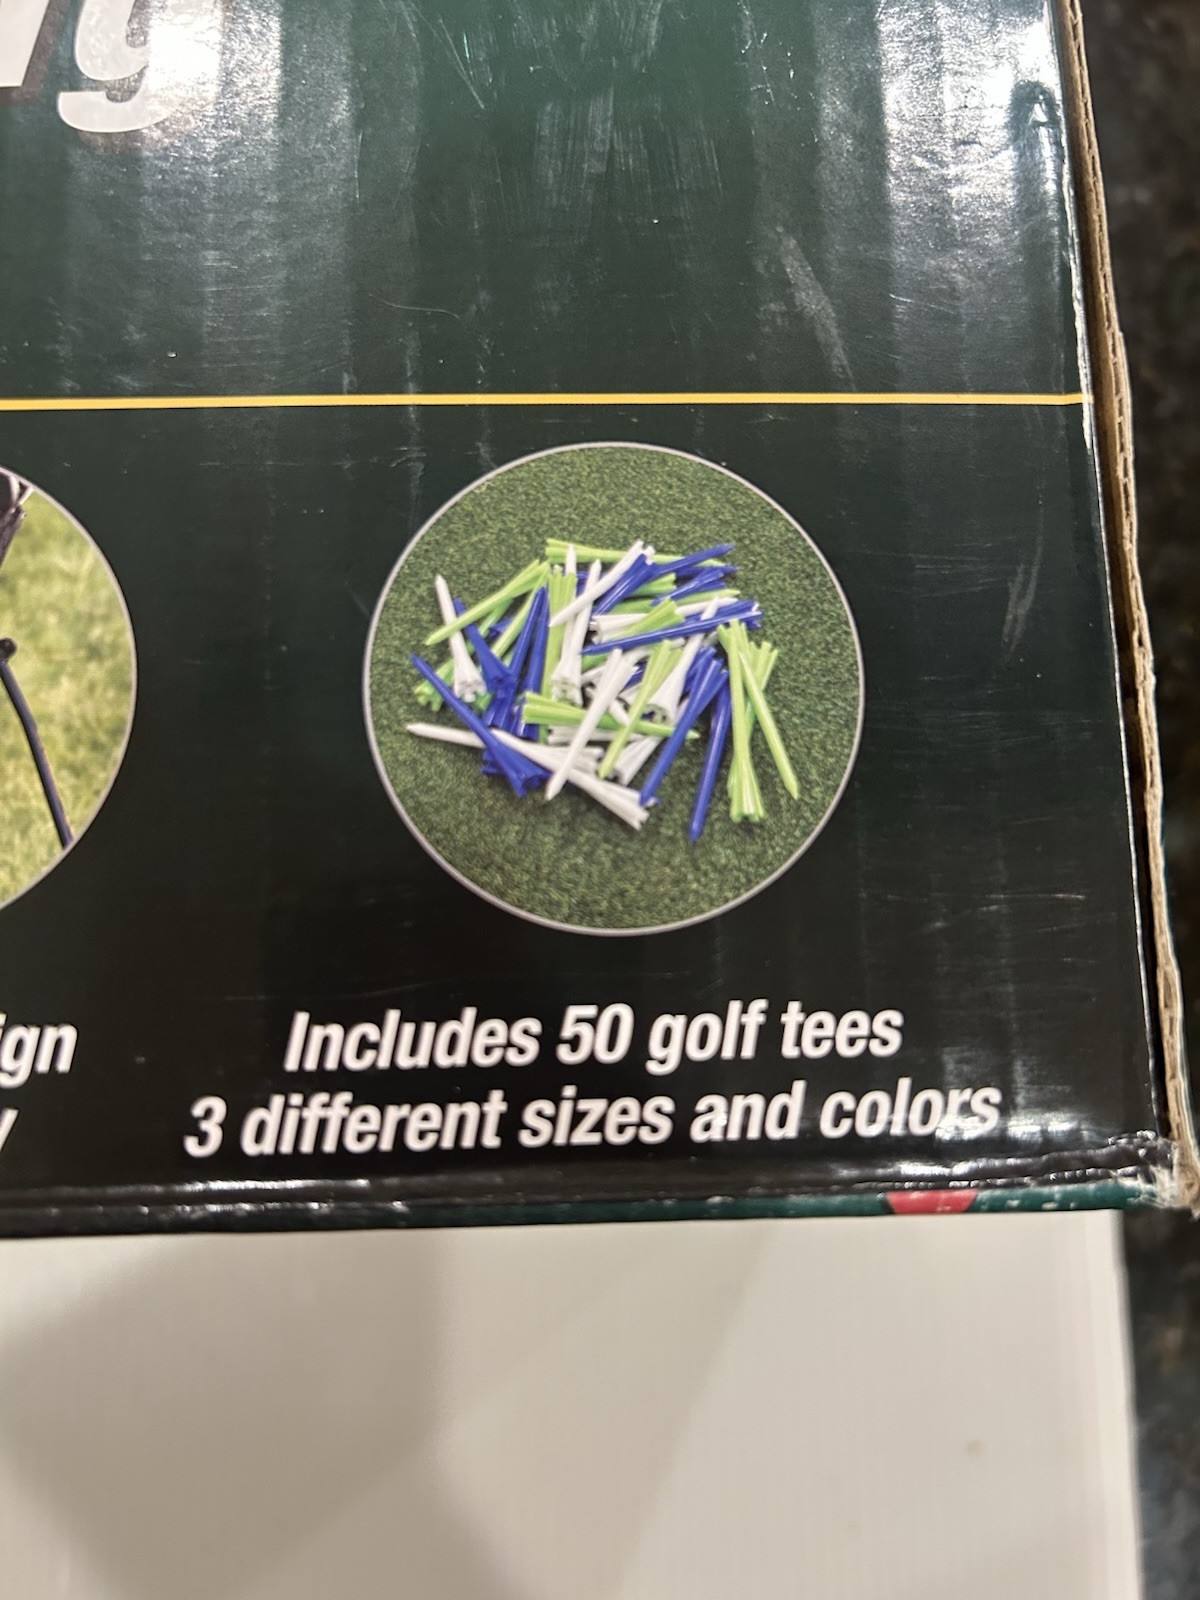 Includes 50 golf tees
3 different sizes and colors